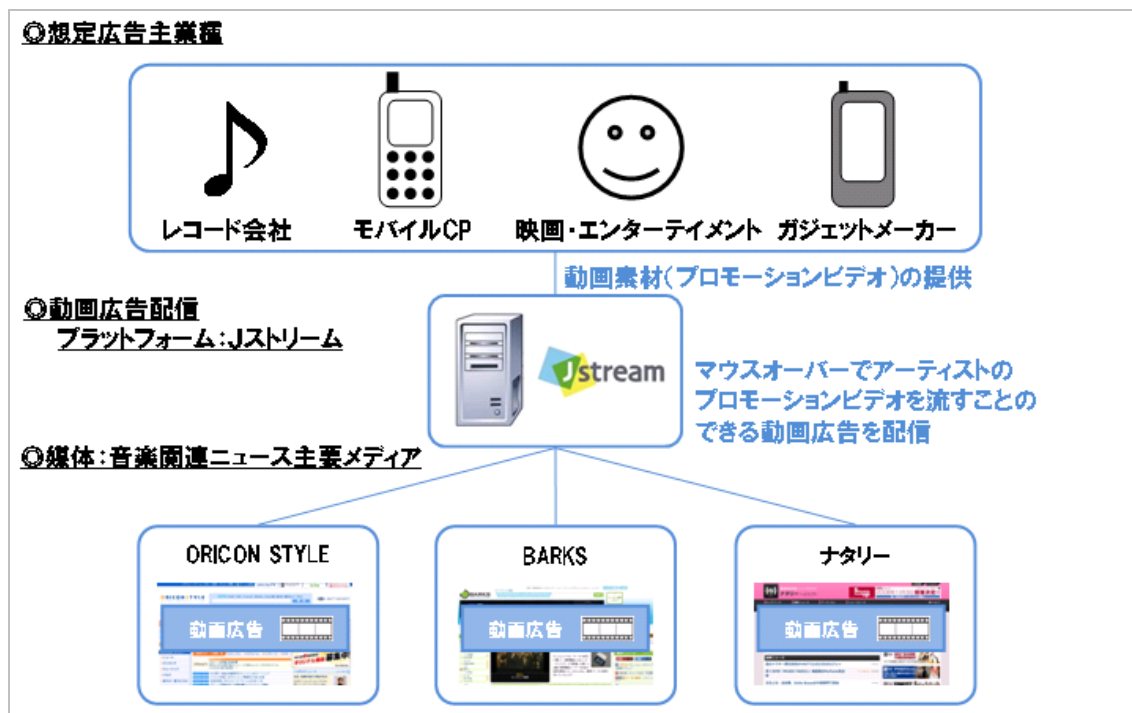 ◎想定広告主業種
レコード会社
モバイルCP
映画・エンターテイメント
ガジェットメーカー
動画素材(プロモーションビデオ)の提供
◎動画広告配信
プラットフォーム:Jストリーム
Jstream
マウスオーバーでアーティストの
プロモーションビデオを流すことの
できる動画広告を配信
◎媒体:音楽関連ニュース主要メディア
ORICON STYLE
BARKS
ナタリー
ORICON STYLE
BARKS
ナタリー
動画広告
動画広告
動画広告